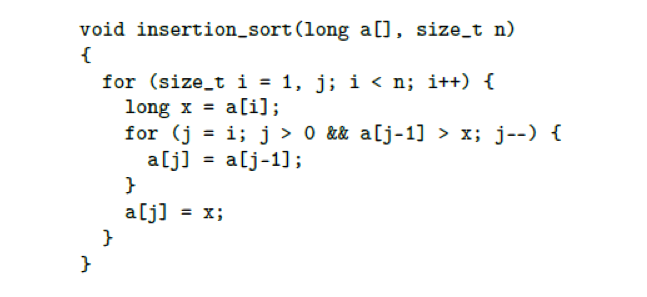 void insertion_sort(long a[], size_t n)
{
  for (size_t i = 1, j; i < n; i++) {
    long x = a[i];
    for (j = i; j > 0 && a[j-1] > x; j--) {
      a[j] = a[j-1];
    }
    a[j] = x;
  }
}